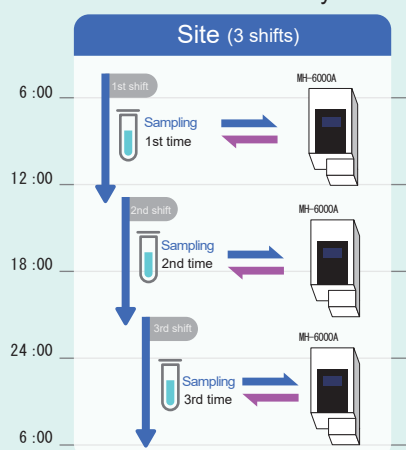 Site (3 shifts)
6:00
1st shift
MH-6000A
Sampling
1st time
12:00
2nd shift
MH-6000A
Sampling
2nd time
18:00
3rd shift
24:00
MH-6000A
Sampling
3rd time
6:00